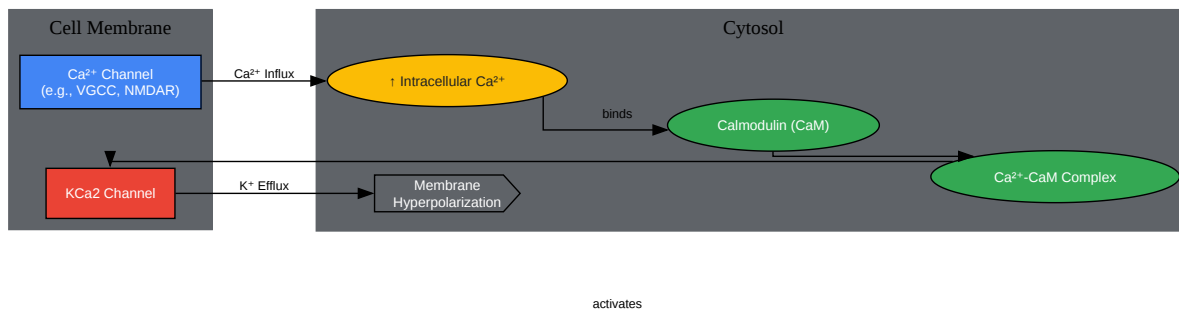 Cell Membrane
Cytosol
Ca²⁺ Channel
(e.g., VGCC, NMDAR)
Ca²⁺ Influx
↑ Intracellular Ca²⁺
binds
Calmodulin (CaM)
Ca²⁺-CaM Complex
KCa2 Channel
K⁺ Efflux
Membrane
Hyperpolarization
activates